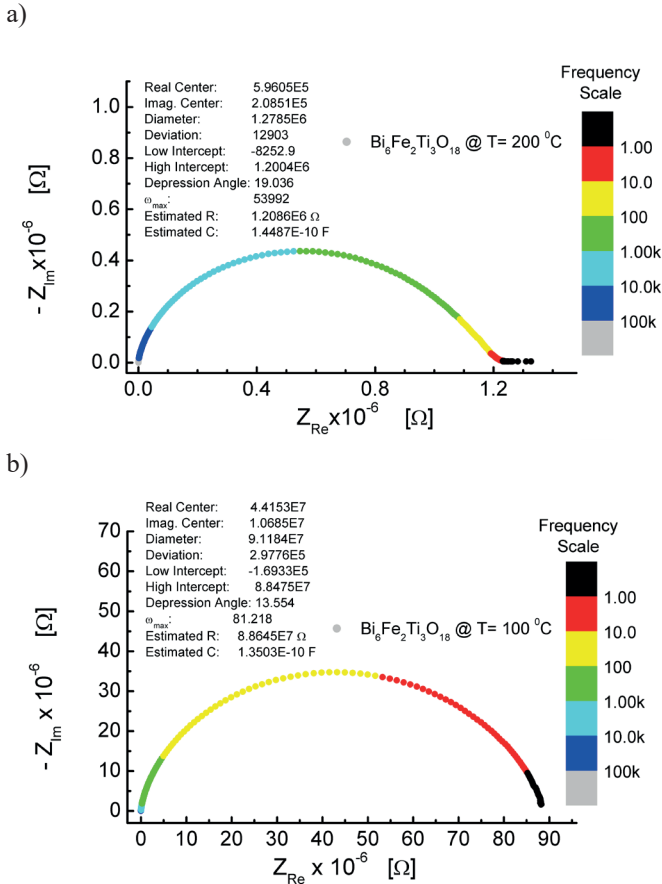 a)
Real Center: 5.9605E5
Imag. Center: 2.0851E5
Diameter: 1.2785E6
Deviation: 12903
Low Intercept: -8252.9
High Intercept: 1.2004E6
Depression Angle: 19.036
ω_max: 53992
Estimated R: 1.2086E6 Ω
Estimated C: 1.4487E-10 F
Bi₆Fe₂Ti₃O₁₈ @ T= 200 ⁰C
Frequency
Scale
1.00
10.0
100
1.00k
10.0k
100k
- Z_Im x10⁻⁶ [Ω]
1.0
0.8
0.6
0.4
0.2
0.0
0.0 0.4 0.8 1.2
Z_Re x10⁻⁶ [Ω]
b)
Real Center: 4.4153E7
Imag. Center: 1.0685E7
Diameter: 9.1184E7
Deviation: 2.9776E5
Low Intercept: -1.6933E5
High Intercept: 8.8475E7
Depression Angle: 13.554
ω_max: 81.218
Estimated R: 8.8645E7 Ω
Estimated C: 1.3503E-10 F
Bi₆Fe₂Ti₃O₁₈ @ T= 100 ⁰C
Frequency
Scale
1.00
10.0
100
1.00k
10.0k
100k
- Z_Im x 10⁻⁶ [Ω]
70
60
50
40
30
20
10
0
0 10 20 30 40 50 60 70 80 90
Z_Re x 10⁻⁶ [Ω]